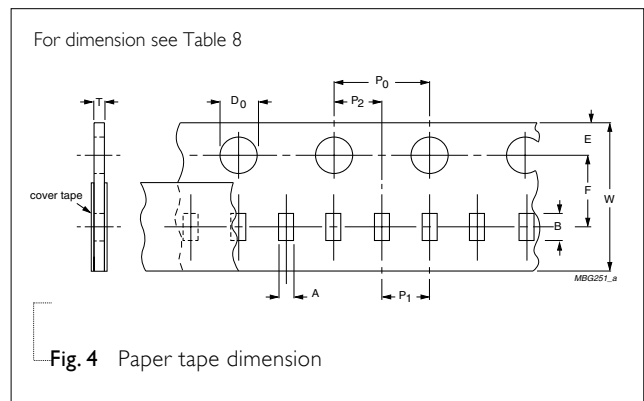 For dimension see Table 8
P0
D0
P2
T
E
F
W
cover tape
B
MBG251_a
A
P1
Fig. 4 Paper tape dimension